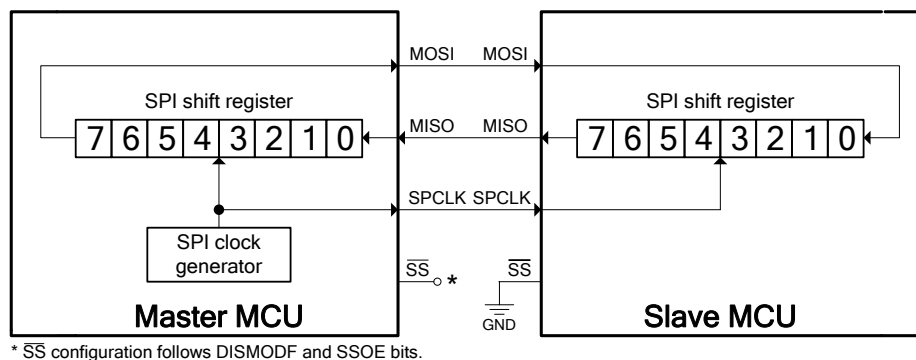 MOSI MOSI
SPI shift register SPI shift register
7 6 5 4 3 2 1 0 MISO MISO 7 6 5 4 3 2 1 0
SPCLK SPCLK
SPI clock
generator
SS * SS
GND
Master MCU Slave MCU
* SS configuration follows DISMODF and SSOE bits.